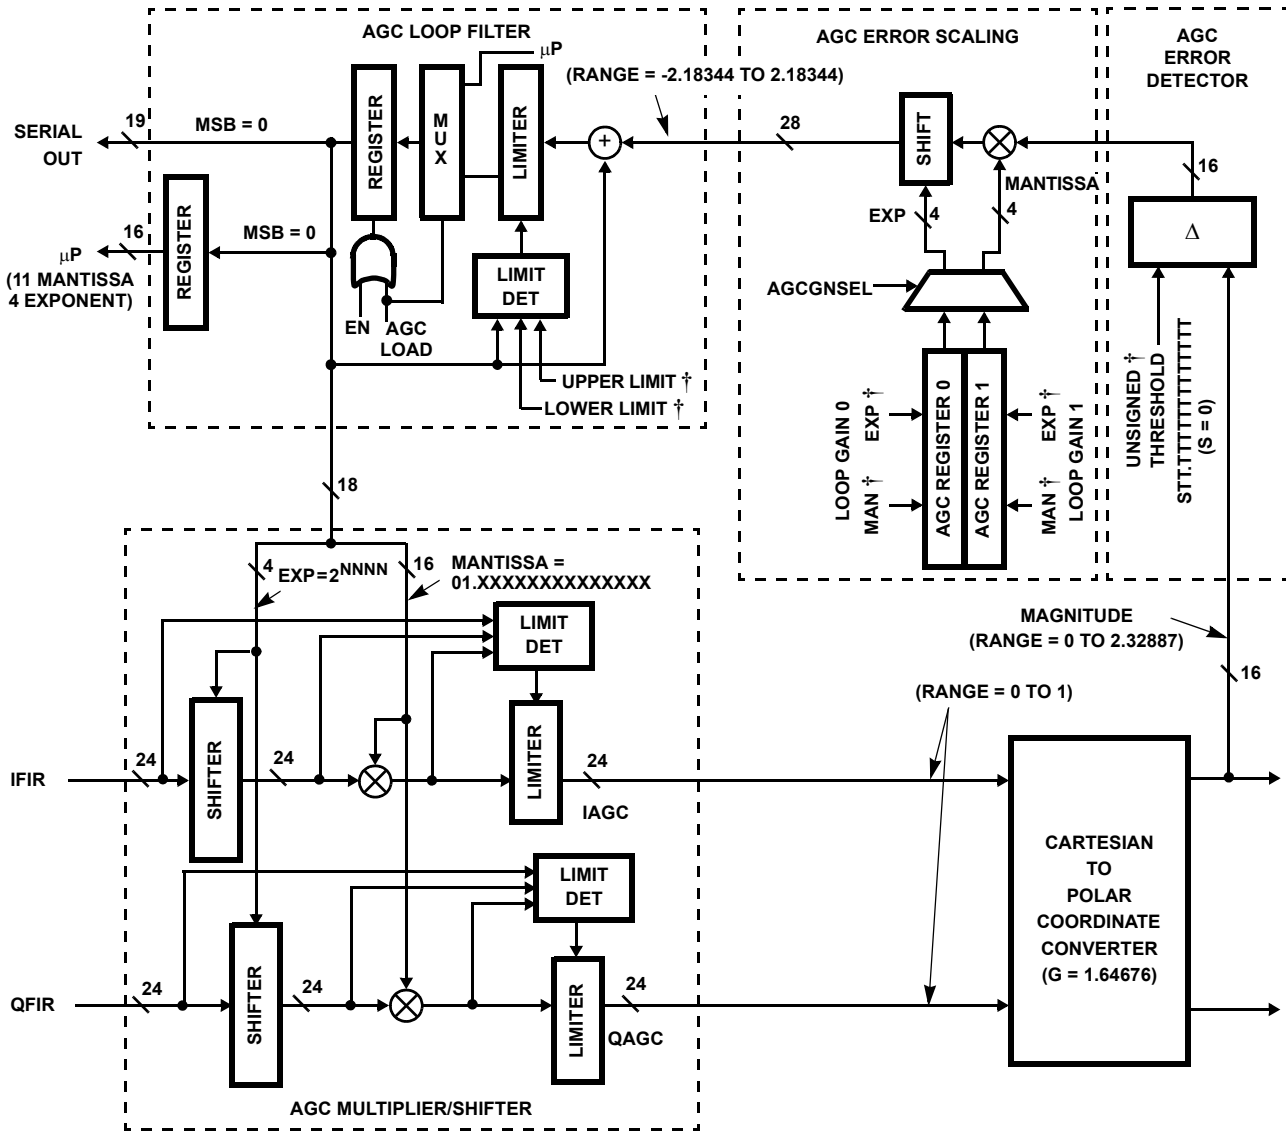 AGC LOOP FILTER
μP
AGC ERROR SCALING
AGC
ERROR
DETECTOR
(RANGE = -2.18344 TO 2.18344)
SERIAL
OUT
19
MSB = 0
REGISTER
MUX
LIMITER
+
28
SHIFT
MANTISSA
16
EXP
4
4
Δ
μP
(11 MANTISSA
4 EXPONENT)
16
REGISTER
MSB = 0
LIMIT
DET
EN
AGC
LOAD
AGCGNSEL
UPPER LIMIT †
LOWER LIMIT †
LOOP GAIN 0
EXP †
MAN †
AGC REGISTER 0
AGC REGISTER 1
EXP †
MAN †
LOOP GAIN 1
UNSIGNED †
THRESHOLD
STT.TTTTTTTTTTTTT
(S = 0)
18
4
EXP=2NNNN
16
MANTISSA =
01.XXXXXXXXXXXXXX
LIMIT
DET
MAGNITUDE
(RANGE = 0 TO 2.32887)
16
(RANGE = 0 TO 1)
IFIR
24
SHIFTER
24
LIMITER
24
IAGC
LIMIT
DET
QFIR
24
SHIFTER
24
LIMITER
24
QAGC
CARTESIAN
TO
POLAR
COORDINATE
CONVERTER
(G = 1.64676)
AGC MULTIPLIER/SHIFTER